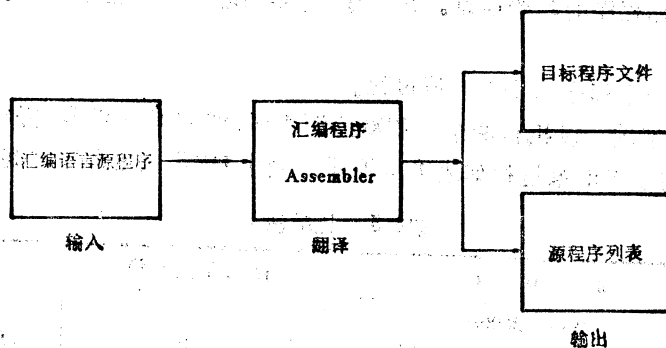 目标程序文件
汇编语言源程序
汇编程序
Assembler
源程序列表
输入
翻译
输出